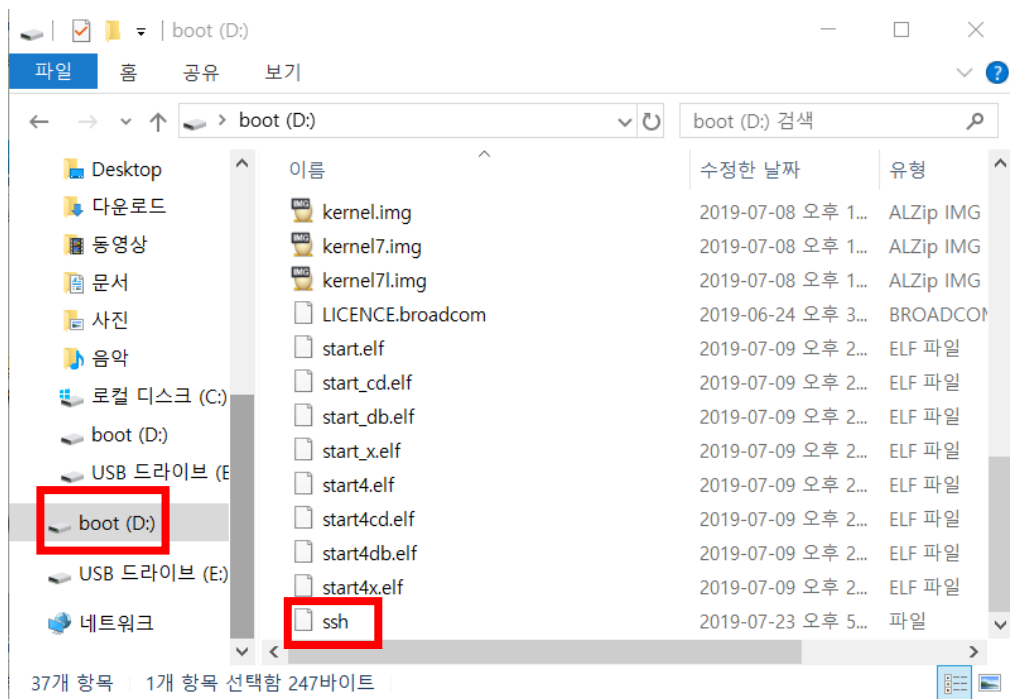 boot (D:)
파일 홈 공유 보기
boot (D:) boot (D:) 검색
Desktop
다운로드
동영상
문서
사진
음악
로컬 디스크 (C:)
boot (D:)
USB 드라이브 (E
boot (D:)
USB 드라이브 (E:)
네트워크
이름 수정한 날짜 유형
kernel.img 2019-07-08 오후 1... ALZip IMG
kernel7.img 2019-07-08 오후 1... ALZip IMG
kernel7l.img 2019-07-08 오후 1... ALZip IMG
LICENCE.broadcom 2019-06-24 오후 3... BROADCOM
start.elf 2019-07-09 오후 2... ELF 파일
start_cd.elf 2019-07-09 오후 2... ELF 파일
start_db.elf 2019-07-09 오후 2... ELF 파일
start_x.elf 2019-07-09 오후 2... ELF 파일
start4.elf 2019-07-09 오후 2... ELF 파일
start4cd.elf 2019-07-09 오후 2... ELF 파일
start4db.elf 2019-07-09 오후 2... ELF 파일
start4x.elf 2019-07-09 오후 2... ELF 파일
ssh 2019-07-23 오후 5... 파일
37개 항목 1개 항목 선택함 247바이트